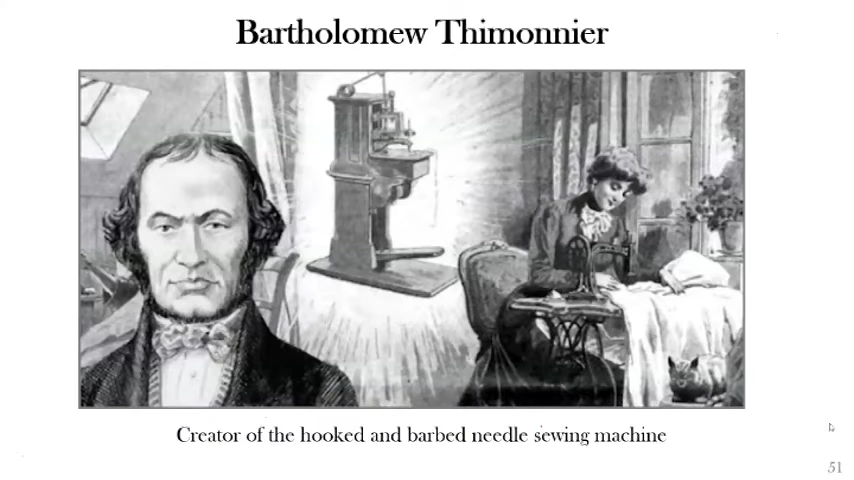 Bartholomew Thimonnier
Creator of the hooked and barbed needle sewing machine
51